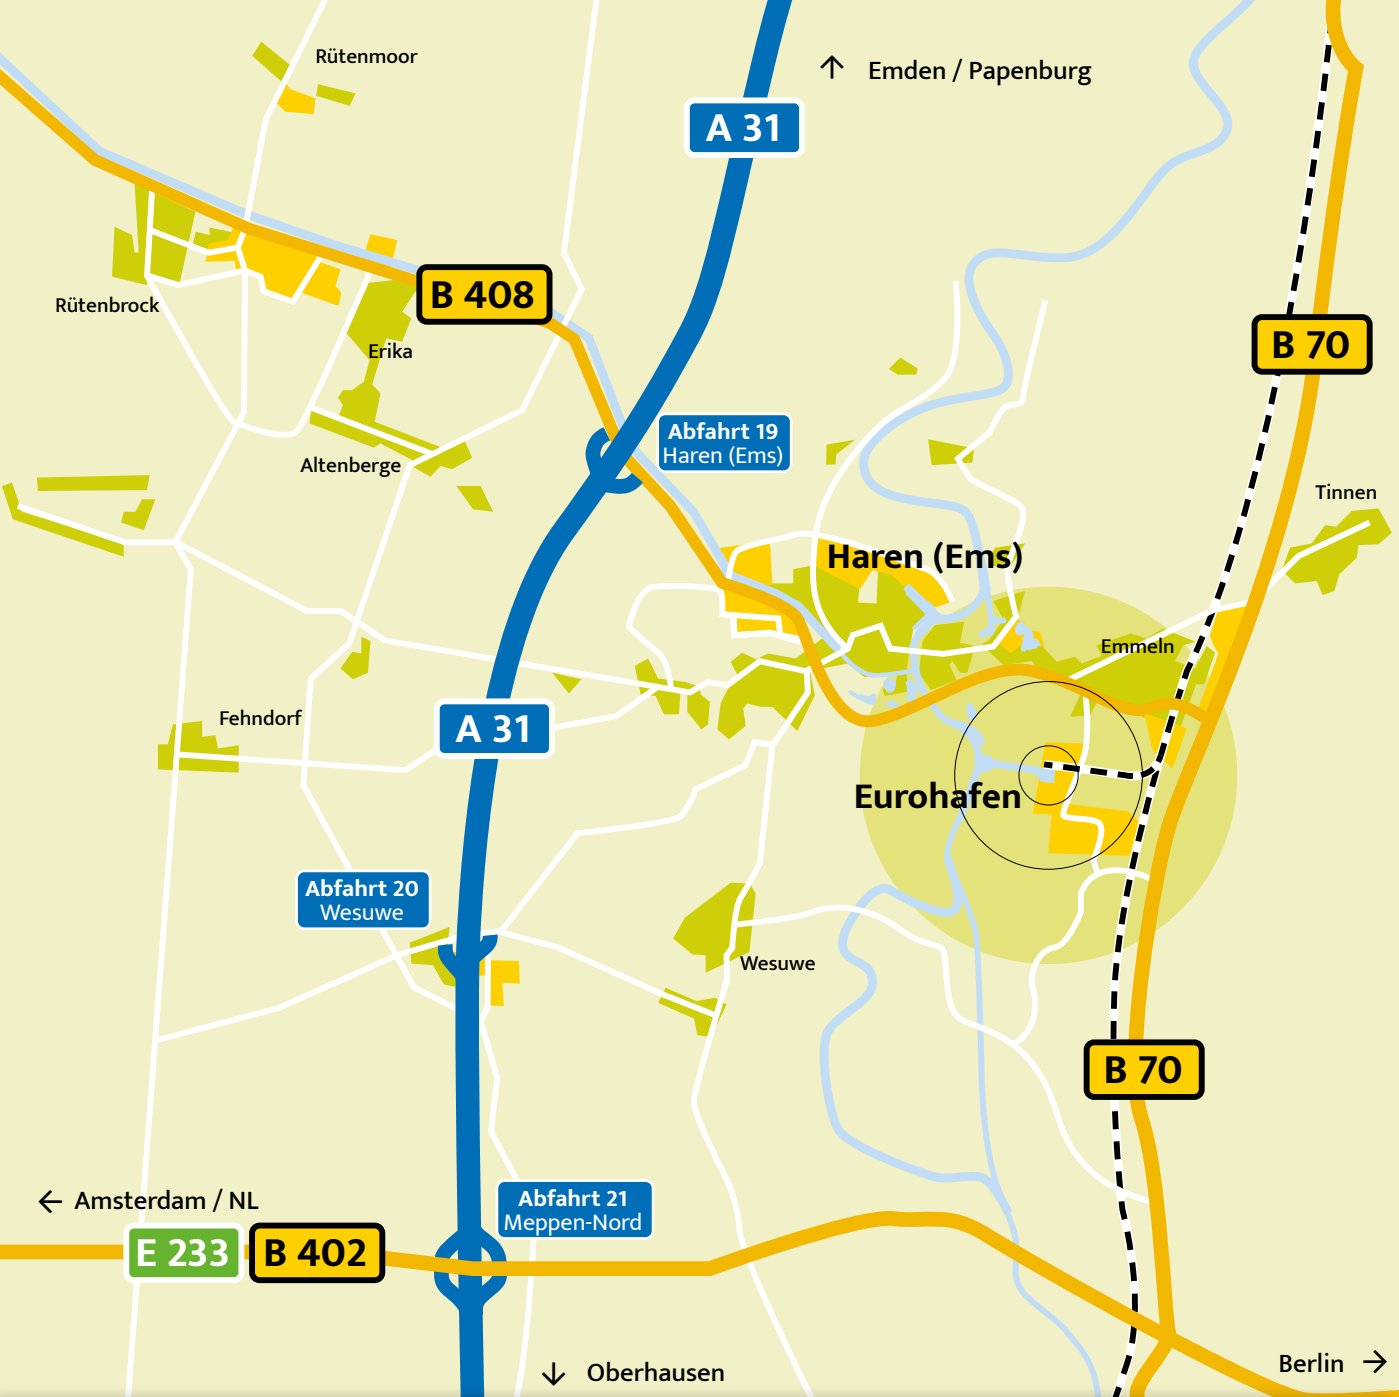 Rütenmoor
Emden / Papenburg
A 31
B 408
Rütenbrock
Erika
B 70
Abfahrt 19
Haren (Ems)
Altenberge
Tinnen
Haren (Ems)
Emmeln
Fehndorf
A 31
Eurohafen
Abfahrt 20
Wesuwe
Wesuwe
B 70
Amsterdam / NL
Abfahrt 21
Meppen-Nord
E 233
B 402
Oberhausen
Berlin